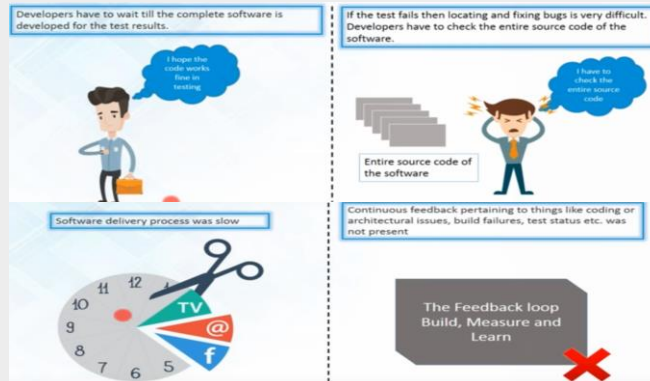 Developers have to wait till the complete software is
developed for the test results.
I hope the
code works
fine in
testing
If the test fails then locating and fixing bugs is very difficult.
Developers have to check the entire source code of the
software.
I have to
check the
entire source
code
Entire source code of
the software
Software delivery process was slow
12
11
10
9
8
7
6
5
TV
@
f
Continuous feedback pertaining to things like coding or
architectural issues, build failures, test status etc. was
not present
The Feedback loop
Build, Measure and
Learn